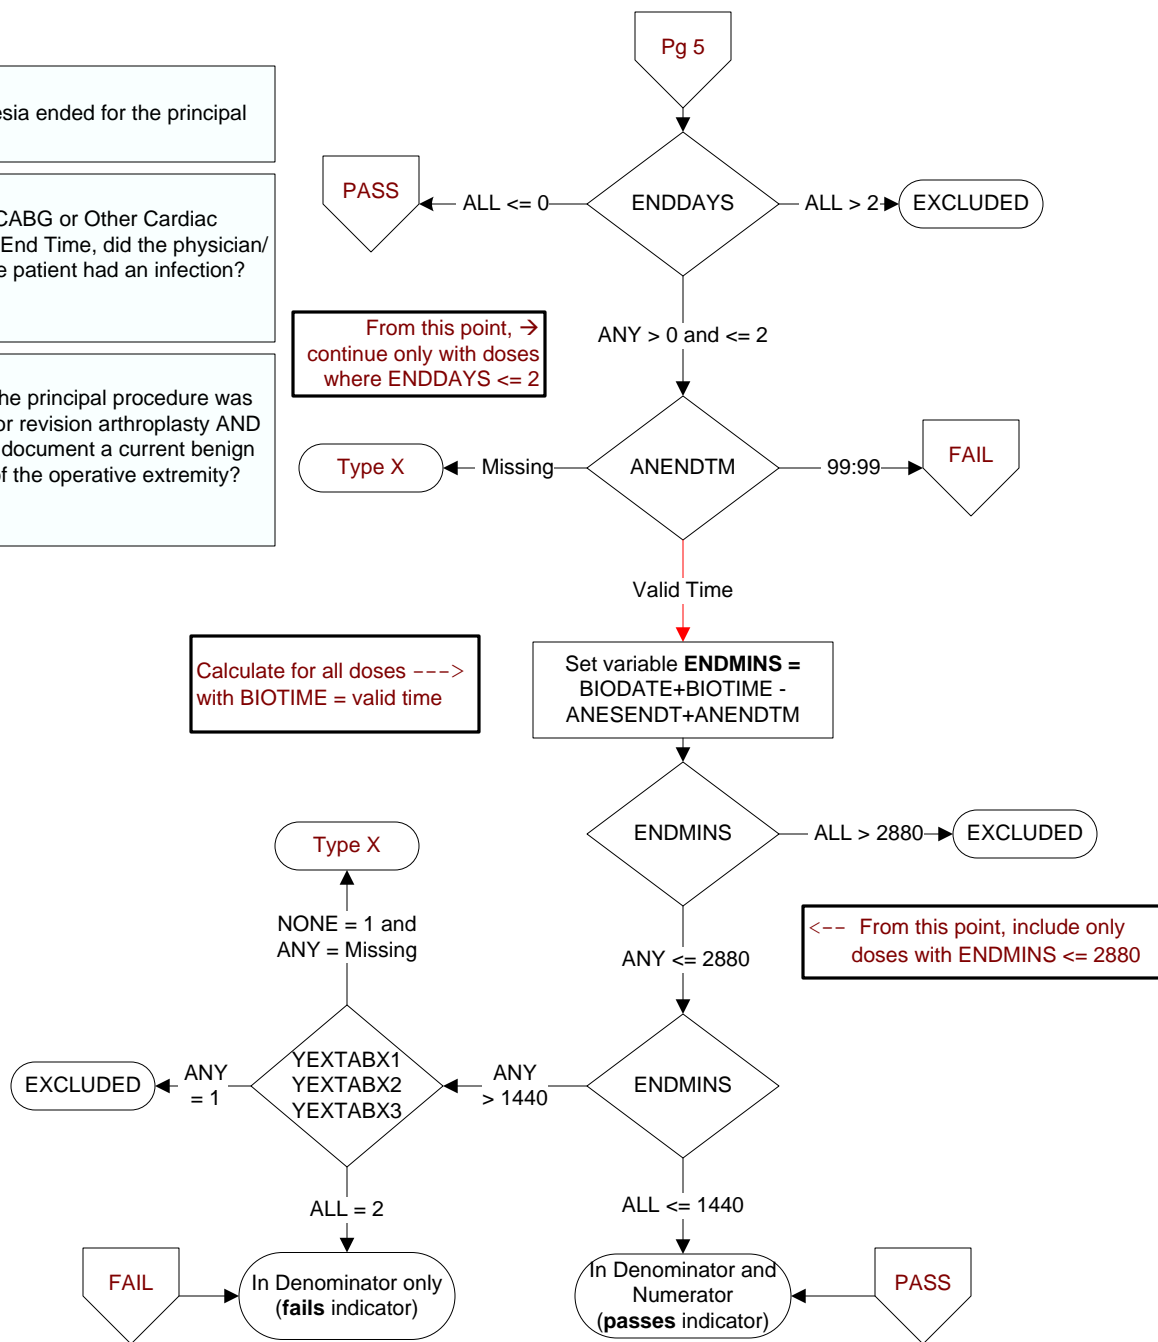 Pg 5
esia ended for the principal
PASS
ALL <= 0
ENDDAYS
ALL > 2
EXCLUDED
CABG or Other Cardiac
End Time, did the physician/
e patient had an infection?
From this point, →
continue only with doses
where ENDDAYS <= 2
ANY > 0 and <= 2
he principal procedure was
or revision arthroplasty AND
document a current benign
of the operative extremity?
Type X
Missing
ANENDTM
99:99
FAIL
Valid Time
Calculate for all doses --->
with BIOTIME = valid time
Set variable ENDMINS =
BIODATE+BIOTIME -
ANESENDT+ANENDTM
ENDMINS
ALL > 2880
EXCLUDED
Type X
NONE = 1 and
ANY = Missing
ANY <= 2880
<-- From this point, include only
doses with ENDMINS <= 2880
EXCLUDED
ANY
= 1
YEXTABX1
YEXTABX2
YEXTABX3
ANY
> 1440
ENDMINS
ALL = 2
ALL <= 1440
FAIL
In Denominator only
(fails indicator)
In Denominator and
Numerator
(passes indicator)
PASS